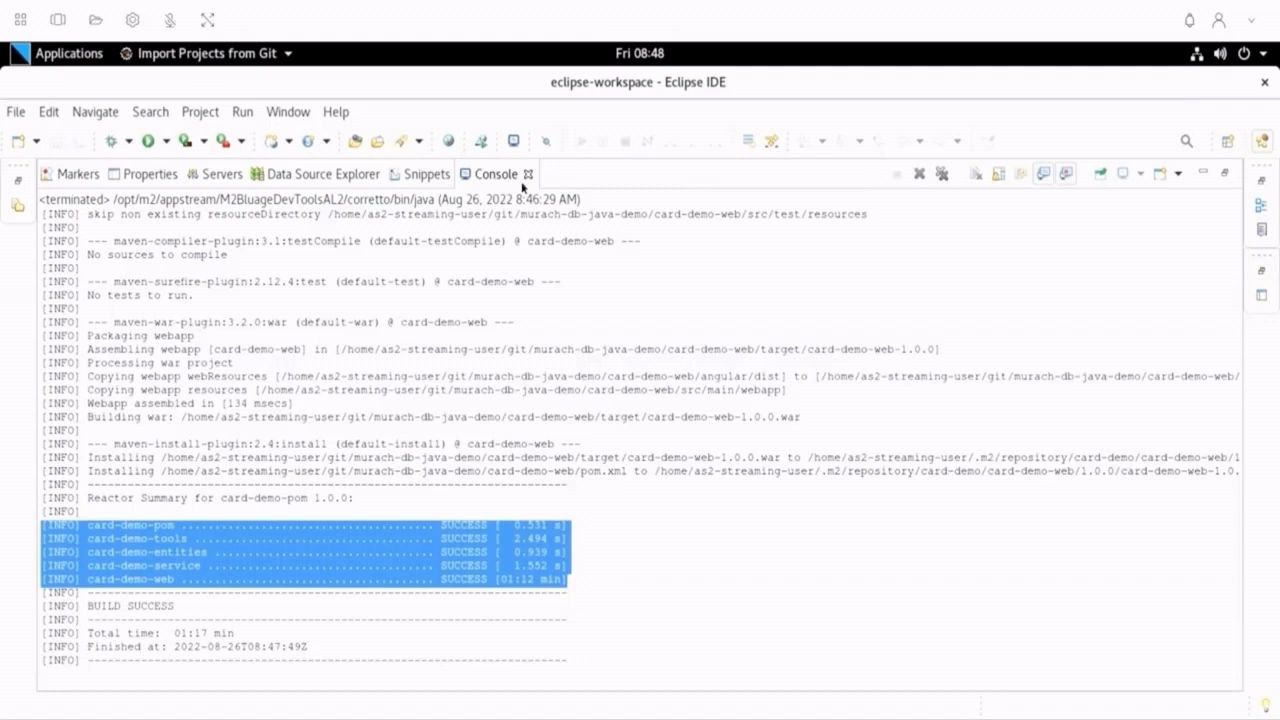 Applications Import Projects from Git Fri 08:48
eclipse-workspace - Eclipse IDE
File Edit Navigate Search Project Run Window Help
Markers Properties Servers Data Source Explorer Snippets Console
<terminated> /opt/m2/appstream/M2BluageDevToolsAL2/corretto/bin/java (Aug 26, 2022 8:46:29 AM)
[INFO] skip non existing resourceDirectory /home/as2-streaming-user/git/murach-db-java-demo/card-demo-web/src/test/resources
[INFO]
[INFO] --- maven-compiler-plugin:3.1:testCompile (default-testCompile) @ card-demo-web ---
[INFO] No sources to compile
[INFO]
[INFO] --- maven-surefire-plugin:2.12.4:test (default-test) @ card-demo-web ---
[INFO] No tests to run.
[INFO]
[INFO] --- maven-war-plugin:3.2.0:war (default-war) @ card-demo-web ---
[INFO] Packaging webapp
[INFO] Assembling webapp [card-demo-web] in [/home/as2-streaming-user/git/murach-db-java-demo/card-demo-web/target/card-demo-web-1.0.0]
[INFO] Processing war project
[INFO] Copying webapp webResources [/home/as2-streaming-user/git/murach-db-java-demo/card-demo-web/angular/dist] to [/home/as2-streaming-user/git/murach-db-java-demo/card-demo-web/
[INFO] Copying webapp resources [/home/as2-streaming-user/git/murach-db-java-demo/card-demo-web/src/main/webapp]
[INFO] Webapp assembled in [134 msecs]
[INFO] Building war: /home/as2-streaming-user/git/murach-db-java-demo/card-demo-web/target/card-demo-web-1.0.0.war
[INFO]
[INFO] --- maven-install-plugin:2.4:install (default-install) @ card-demo-web ---
[INFO] Installing /home/as2-streaming-user/git/murach-db-java-demo/card-demo-web/target/card-demo-web-1.0.0.war to /home/as2-streaming-user/.m2/repository/card-demo/card-demo-web/1
[INFO] Installing /home/as2-streaming-user/git/murach-db-java-demo/card-demo-web/pom.xml to /home/as2-streaming-user/.m2/repository/card-demo/card-demo-web/1.0.0/card-demo-web-1.0.
[INFO] ------------------------------------------------------------------------
[INFO] Reactor Summary for card-demo-pom 1.0.0:
[INFO]
[INFO] card-demo-pom ...................................... SUCCESS [ 0.531 s]
[INFO] card-demo-tools .................................... SUCCESS [ 2.494 s]
[INFO] card-demo-entities ................................. SUCCESS [ 0.939 s]
[INFO] card-demo-service .................................. SUCCESS [ 1.552 s]
[INFO] card-demo-web ...................................... SUCCESS [01:12 min]
[INFO] ------------------------------------------------------------------------
[INFO] BUILD SUCCESS
[INFO] ------------------------------------------------------------------------
[INFO] Total time: 01:17 min
[INFO] Finished at: 2022-08-26T08:47:49Z
[INFO] ------------------------------------------------------------------------